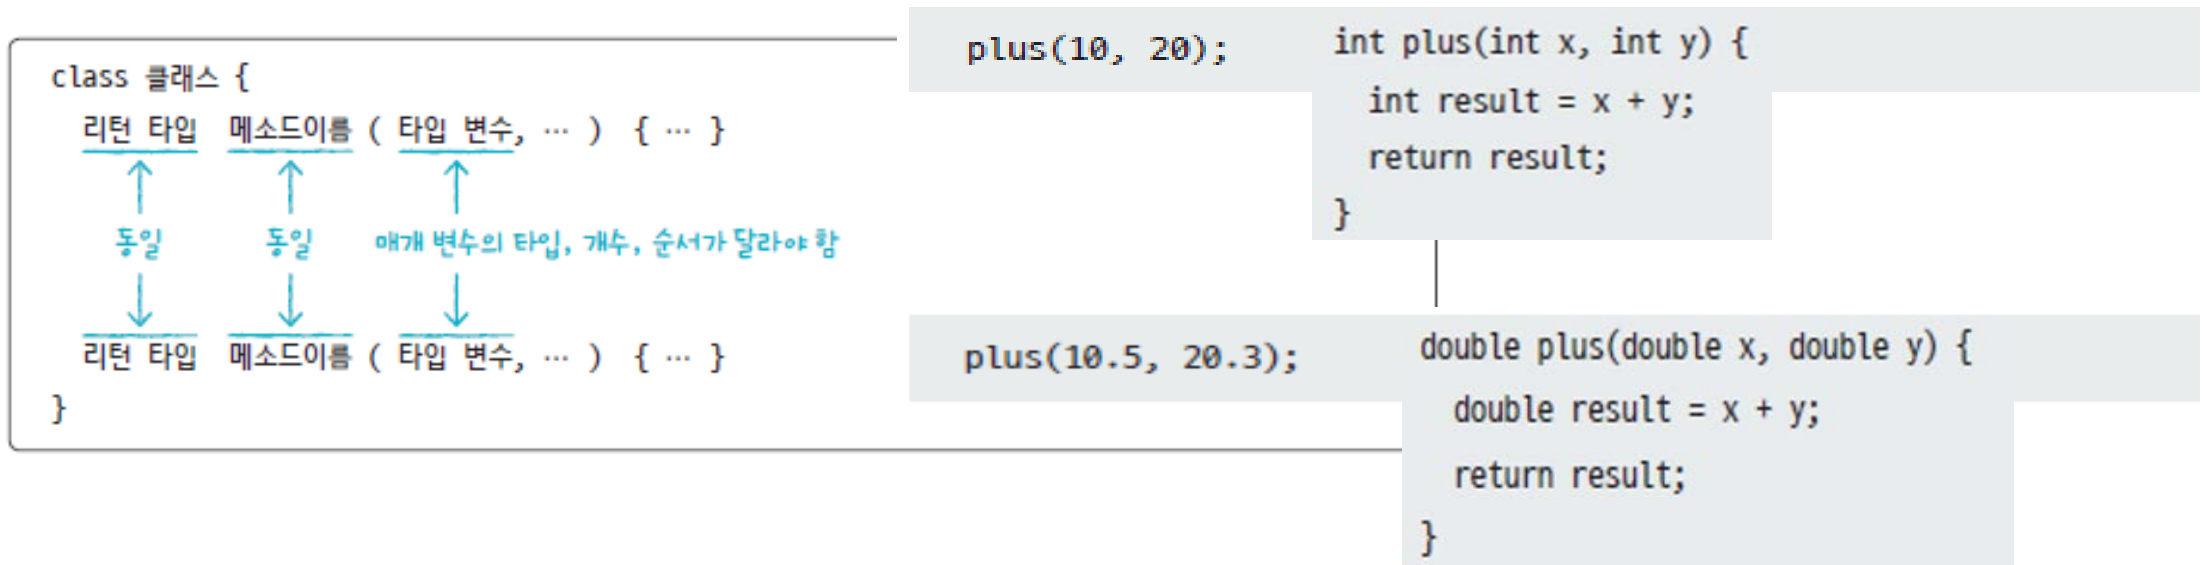 class 클래스 {
리턴 타입 메소드이름 ( 타입 변수, ··· ) { ··· }
동일 동일 매개 변수의 타입, 개수, 순서가 달라야 함
리턴 타입 메소드이름 ( 타입 변수, ··· ) { ··· }
}
plus(10, 20);
int plus(int x, int y) {
int result = x + y;
return result;
}
plus(10.5, 20.3);
double plus(double x, double y) {
double result = x + y;
return result;
}